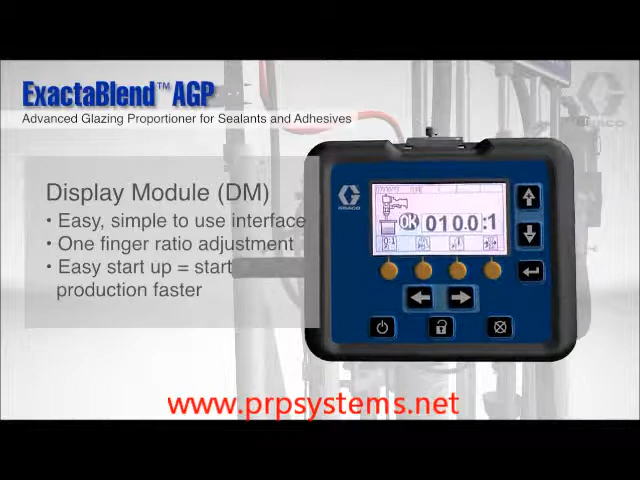 ExactaBlend™ AGP
Advanced Glazing Proportioner for Sealants and Adhesives
GRACO
Display Module (DM)
• Easy, simple to use interface
• One finger ratio adjustment
• Easy start up = start
production faster
GRACO
OK 010.0:1
www.prpsystems.net